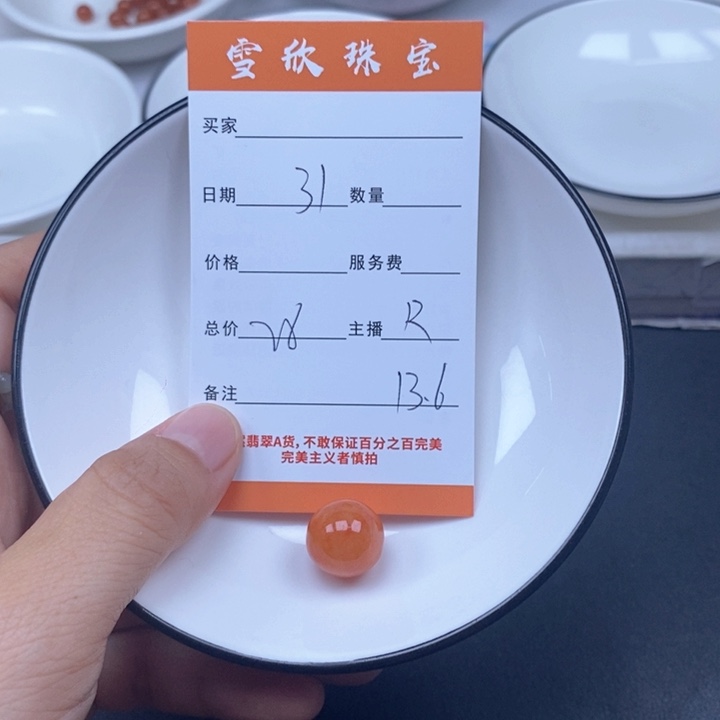 雪欣珠宝
买家
日期 31 数量
价格 服务费
总价 主播 R
备注 13.6
翡翠A货,不敢保证百分之百完美
完美主义者慎拍